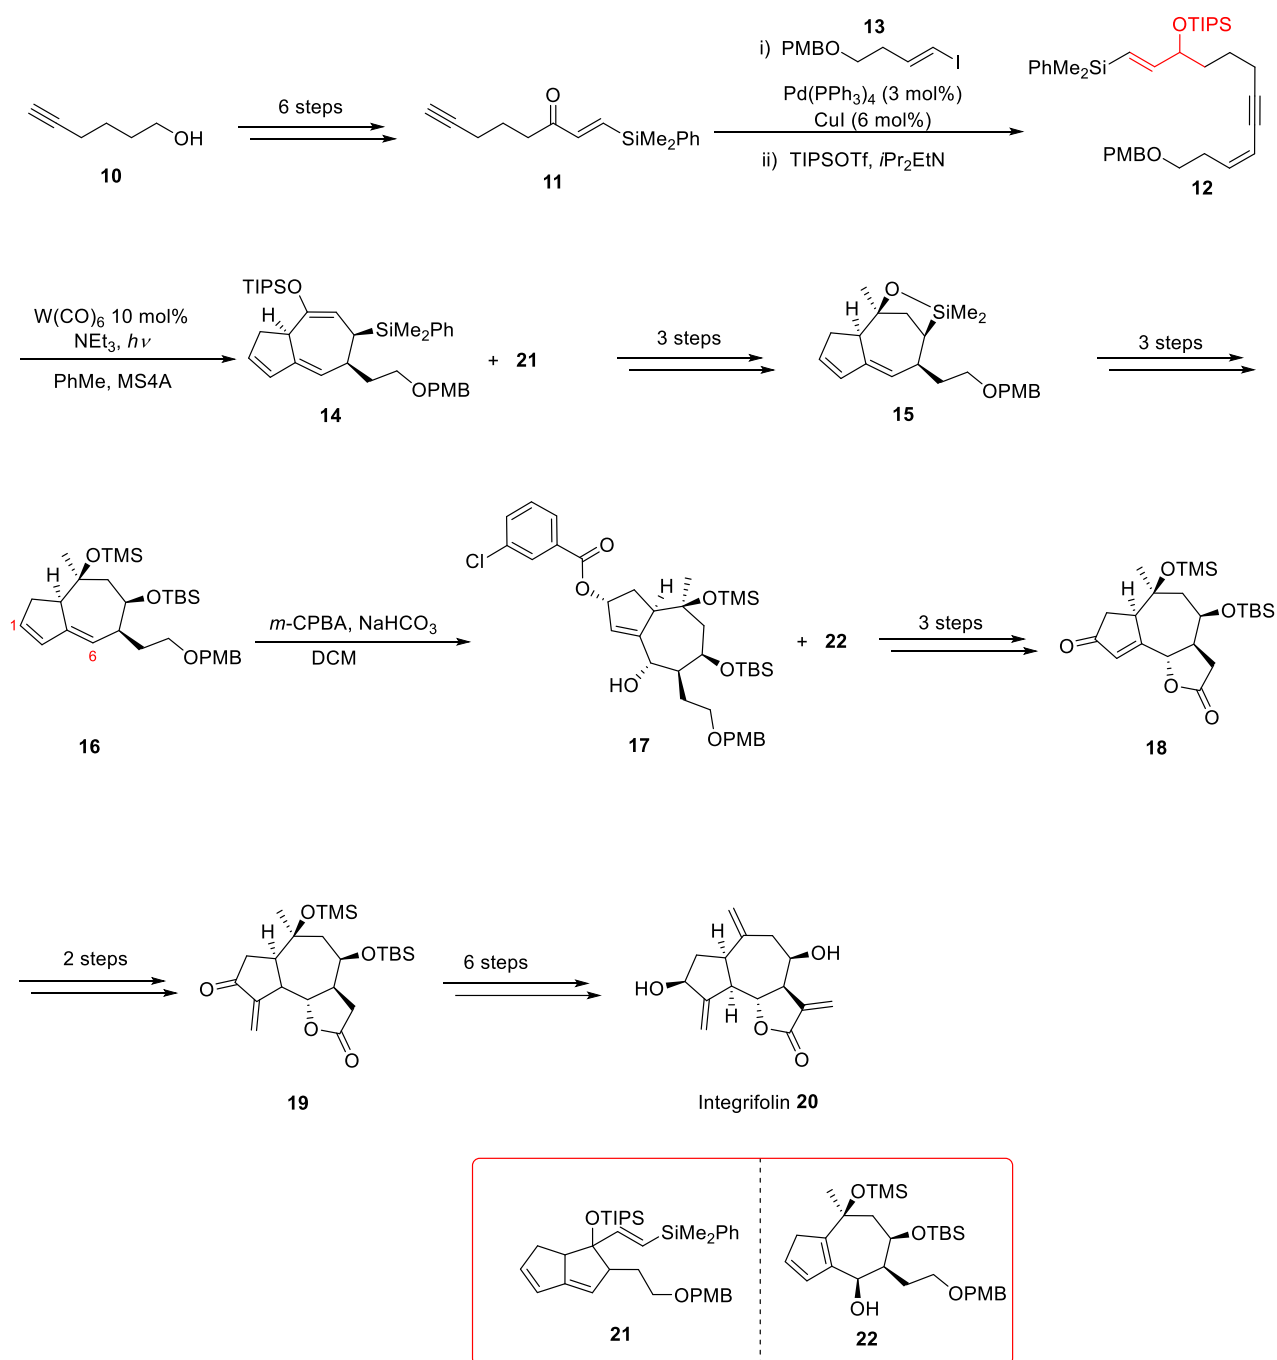 13
i) PMBO I
Pd(PPh3)4 (3 mol%)
CuI (6 mol%)
ii) TIPSOTf, iPr2EtN
OH
10
6 steps
O
SiMe2Ph
11
OTIPS
PhMe2Si
PMBO
12
W(CO)6 10 mol%
NEt3, hν
PhMe, MS4A
TIPSO
H
SiMe2Ph
OPMB
14
+ 21
3 steps
O
H
SiMe2
OPMB
15
3 steps
OTMS
H
OTBS
1
6
OPMB
16
m-CPBA, NaHCO3
DCM
Cl
O
O
H
OTMS
OTBS
HO
OPMB
17
+ 22
3 steps
OTMS
H
OTBS
O
O
O
18
2 steps
OTMS
H
OTBS
O
O
O
19
6 steps
H
OH
HO
H
O
O
Integrifolin 20
OTIPS
SiMe2Ph
OPMB
21
OTMS
OTBS
OPMB
OH
22